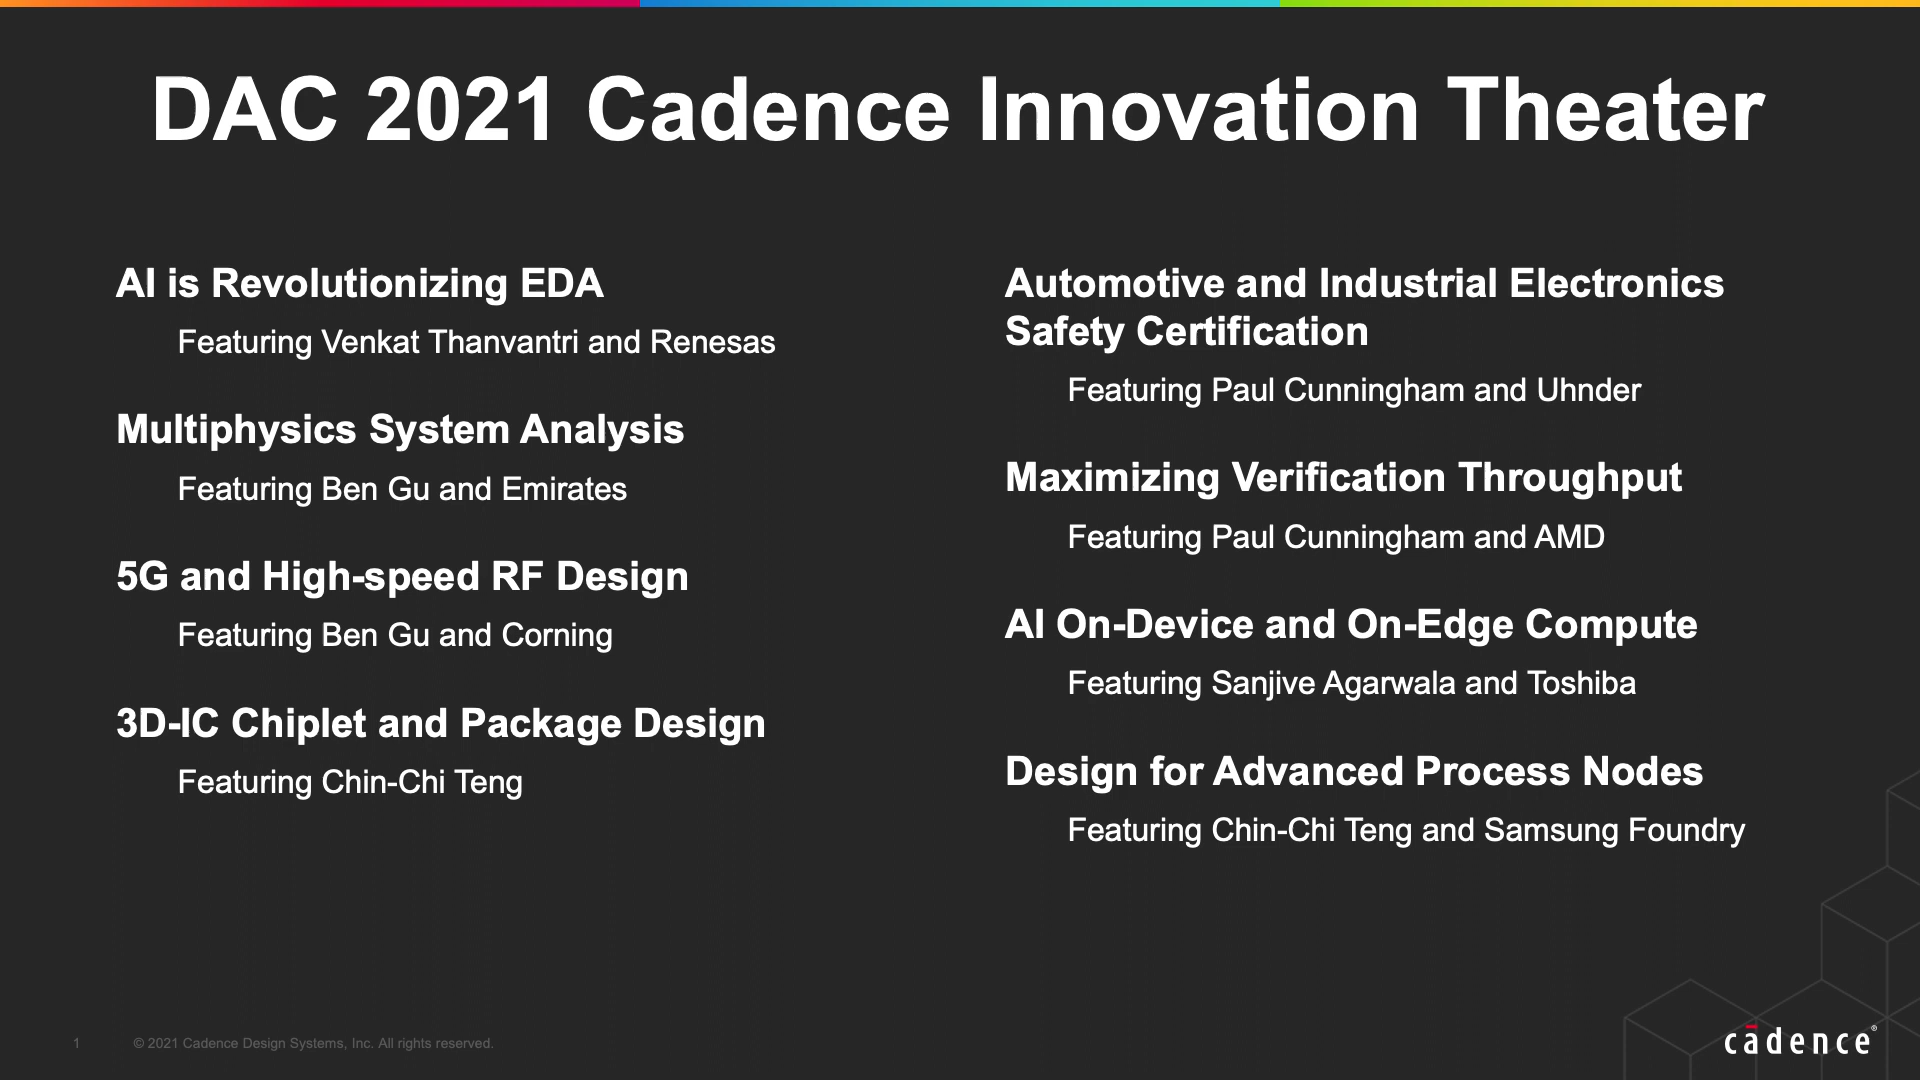 DAC 2021 Cadence Innovation Theater
AI is Revolutionizing EDA
Featuring Venkat Thanvantri and Renesas
Multiphysics System Analysis
Featuring Ben Gu and Emirates
5G and High-speed RF Design
Featuring Ben Gu and Corning
3D-IC Chiplet and Package Design
Featuring Chin-Chi Teng
Automotive and Industrial Electronics
Safety Certification
Featuring Paul Cunningham and Uhnder
Maximizing Verification Throughput
Featuring Paul Cunningham and AMD
AI On-Device and On-Edge Compute
Featuring Sanjive Agarwala and Toshiba
Design for Advanced Process Nodes
Featuring Chin-Chi Teng and Samsung Foundry
1
© 2021 Cadence Design Systems, Inc. All rights reserved.
cādence®